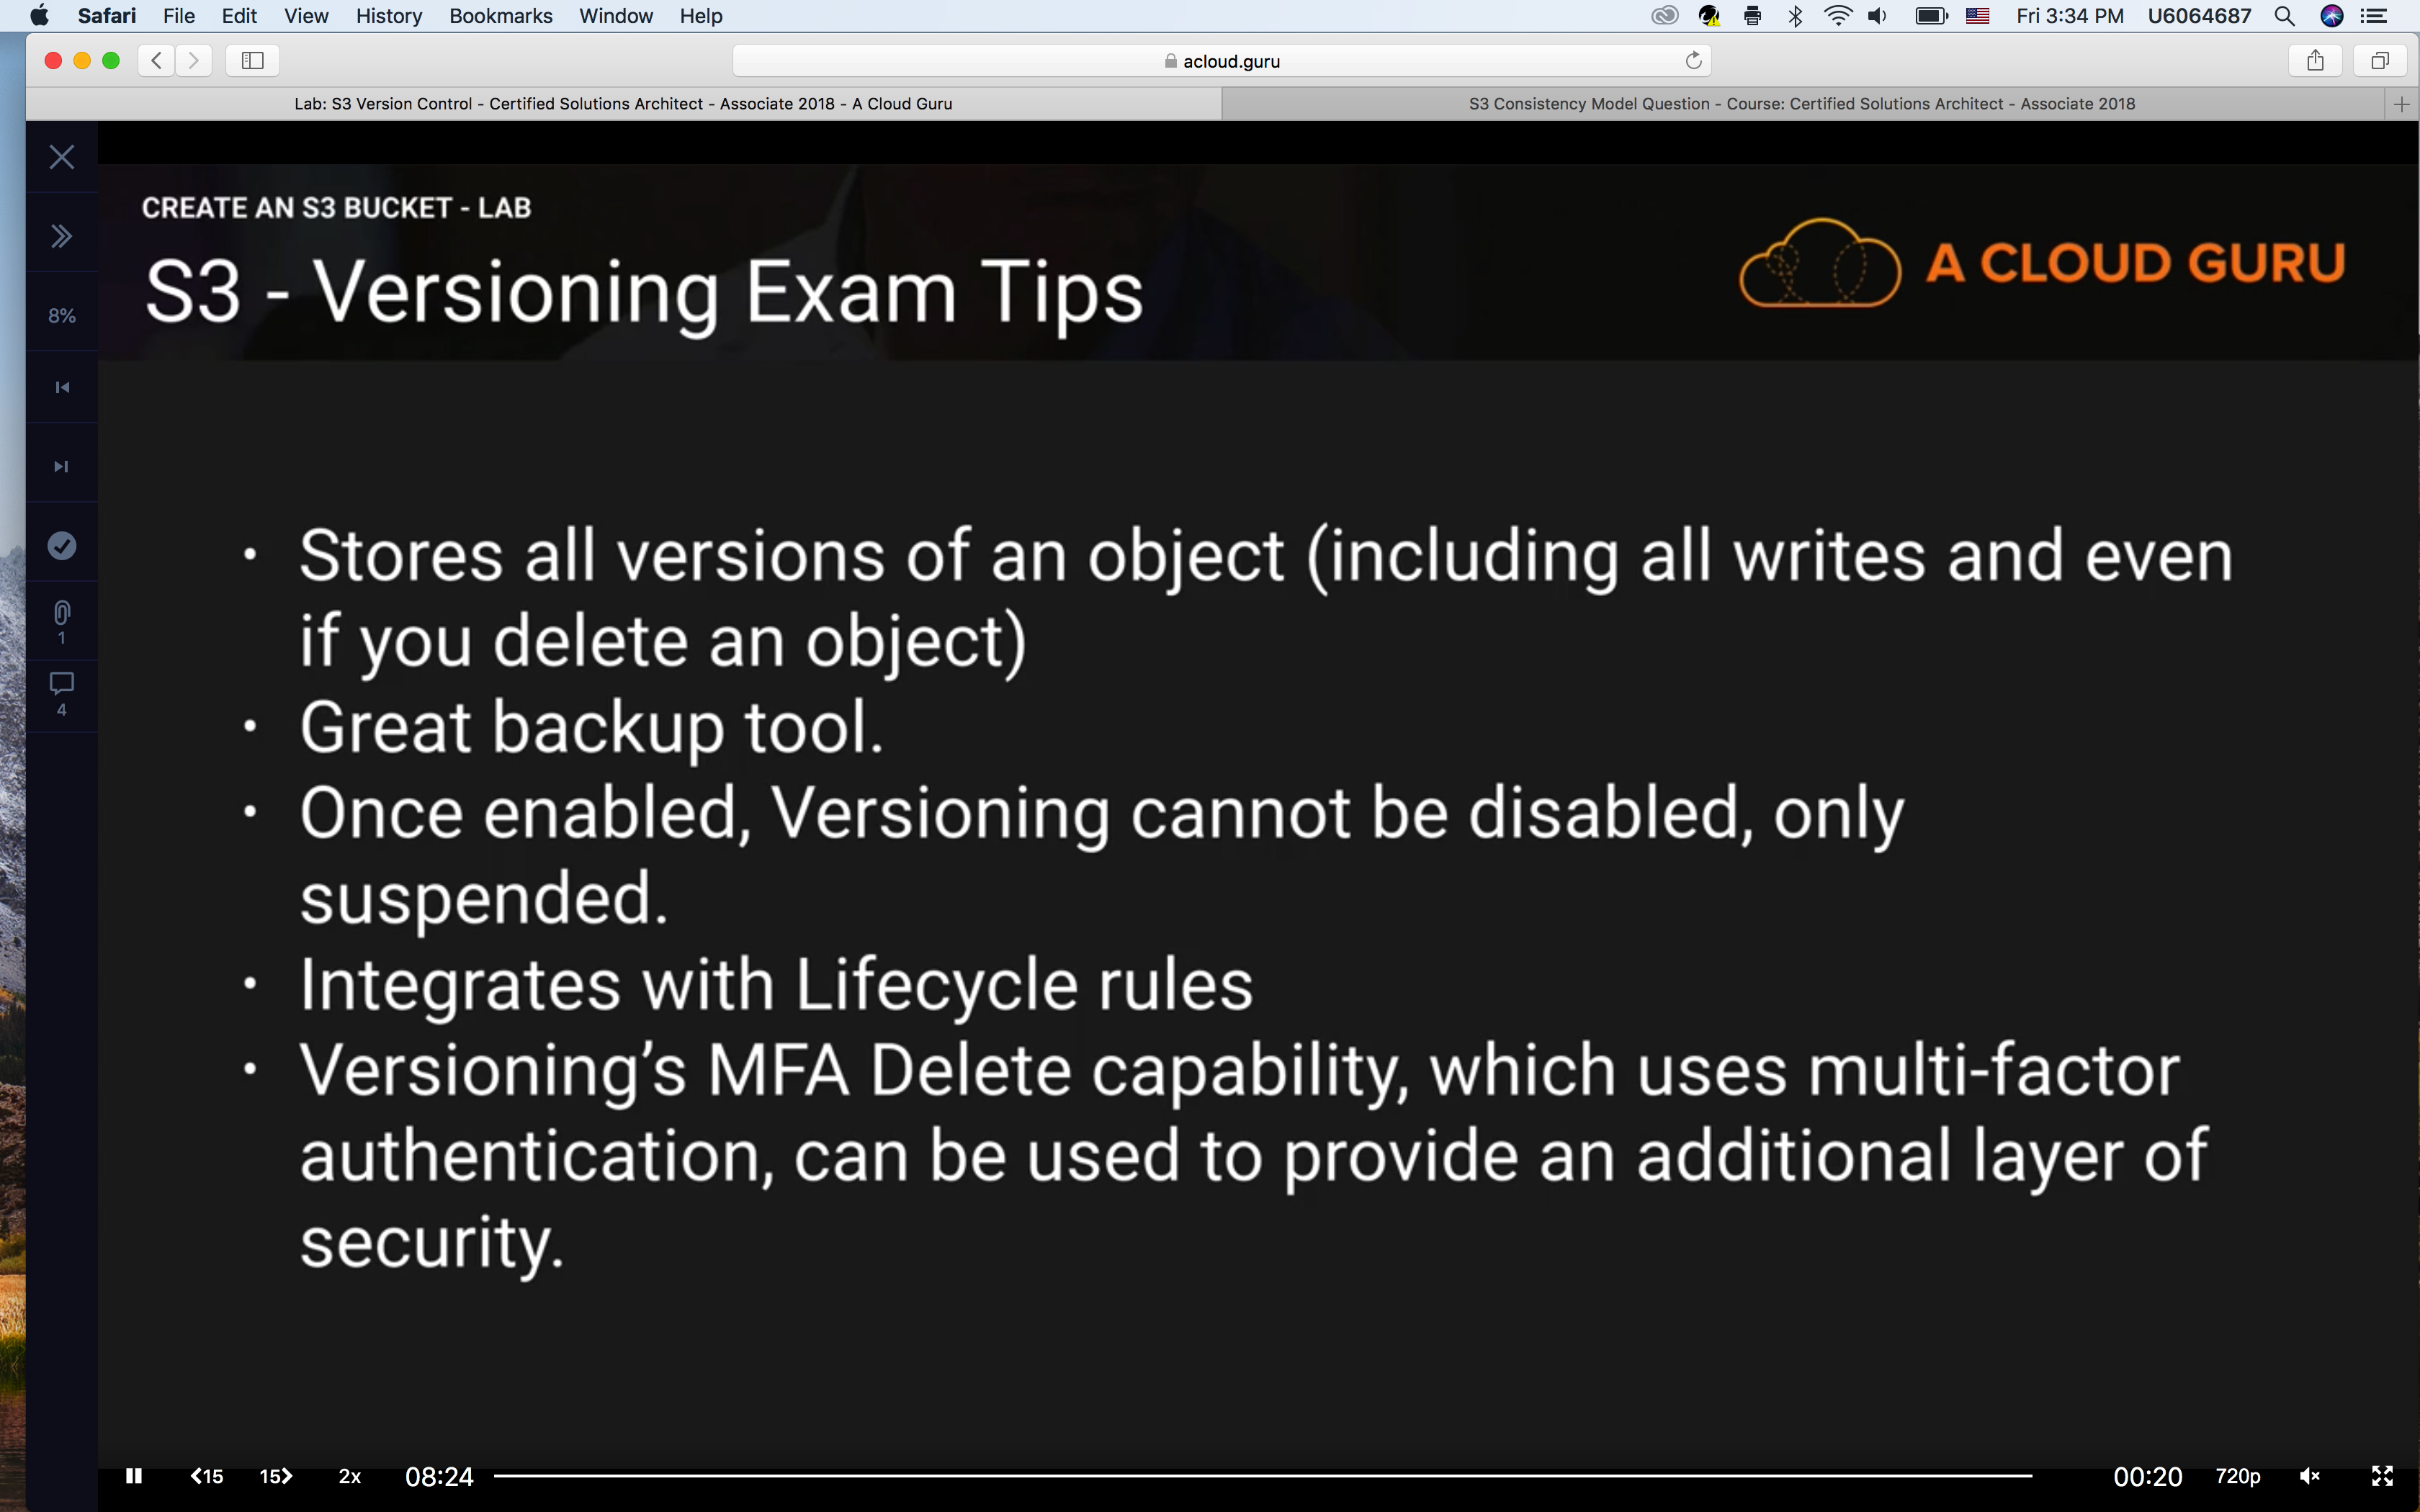 Safari File Edit View History Bookmarks Window Help Fri 3:34 PM U6064687
acloud.guru
Lab: S3 Version Control - Certified Solutions Architect - Associate 2018 - A Cloud Guru
S3 Consistency Model Question - Course: Certified Solutions Architect - Associate 2018
CREATE AN S3 BUCKET - LAB
S3 - Versioning Exam Tips
A CLOUD GURU
8%
1
4
• Stores all versions of an object (including all writes and even
if you delete an object)
• Great backup tool.
• Once enabled, Versioning cannot be disabled, only
suspended.
• Integrates with Lifecycle rules
• Versioning’s MFA Delete capability, which uses multi-factor
authentication, can be used to provide an additional layer of
security.
15 15 2x 08:24 00:20 720p